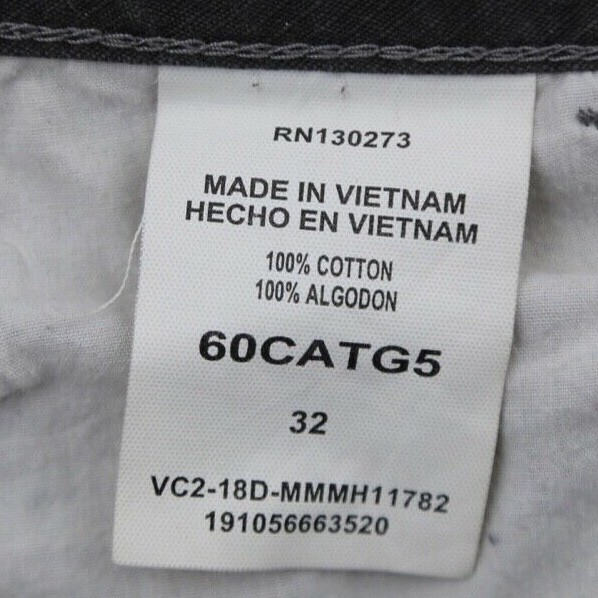 RN130273
MADE IN VIETNAM
HECHO EN VIETNAM
100% COTTON
100% ALGODON
60CATG5
32
VC2-18D-MMMH11782
191056663520